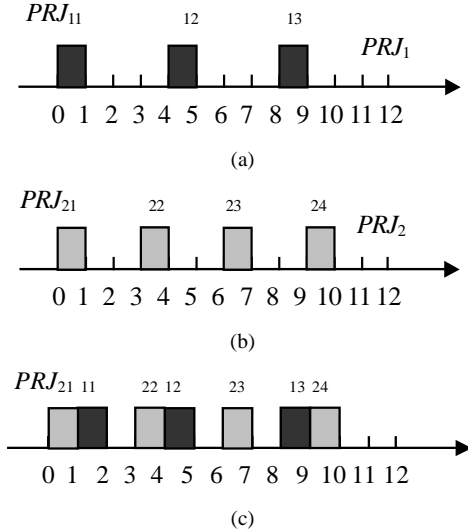 PRJ11 12 13
PRJ1
0 1 2 3 4 5 6 7 8 9 10 11 12
(a)
PRJ21 22 23 24
PRJ2
0 1 2 3 4 5 6 7 8 9 10 11 12
(b)
PRJ21 11 22 12 23 13 24
0 1 2 3 4 5 6 7 8 9 10 11 12
(c)